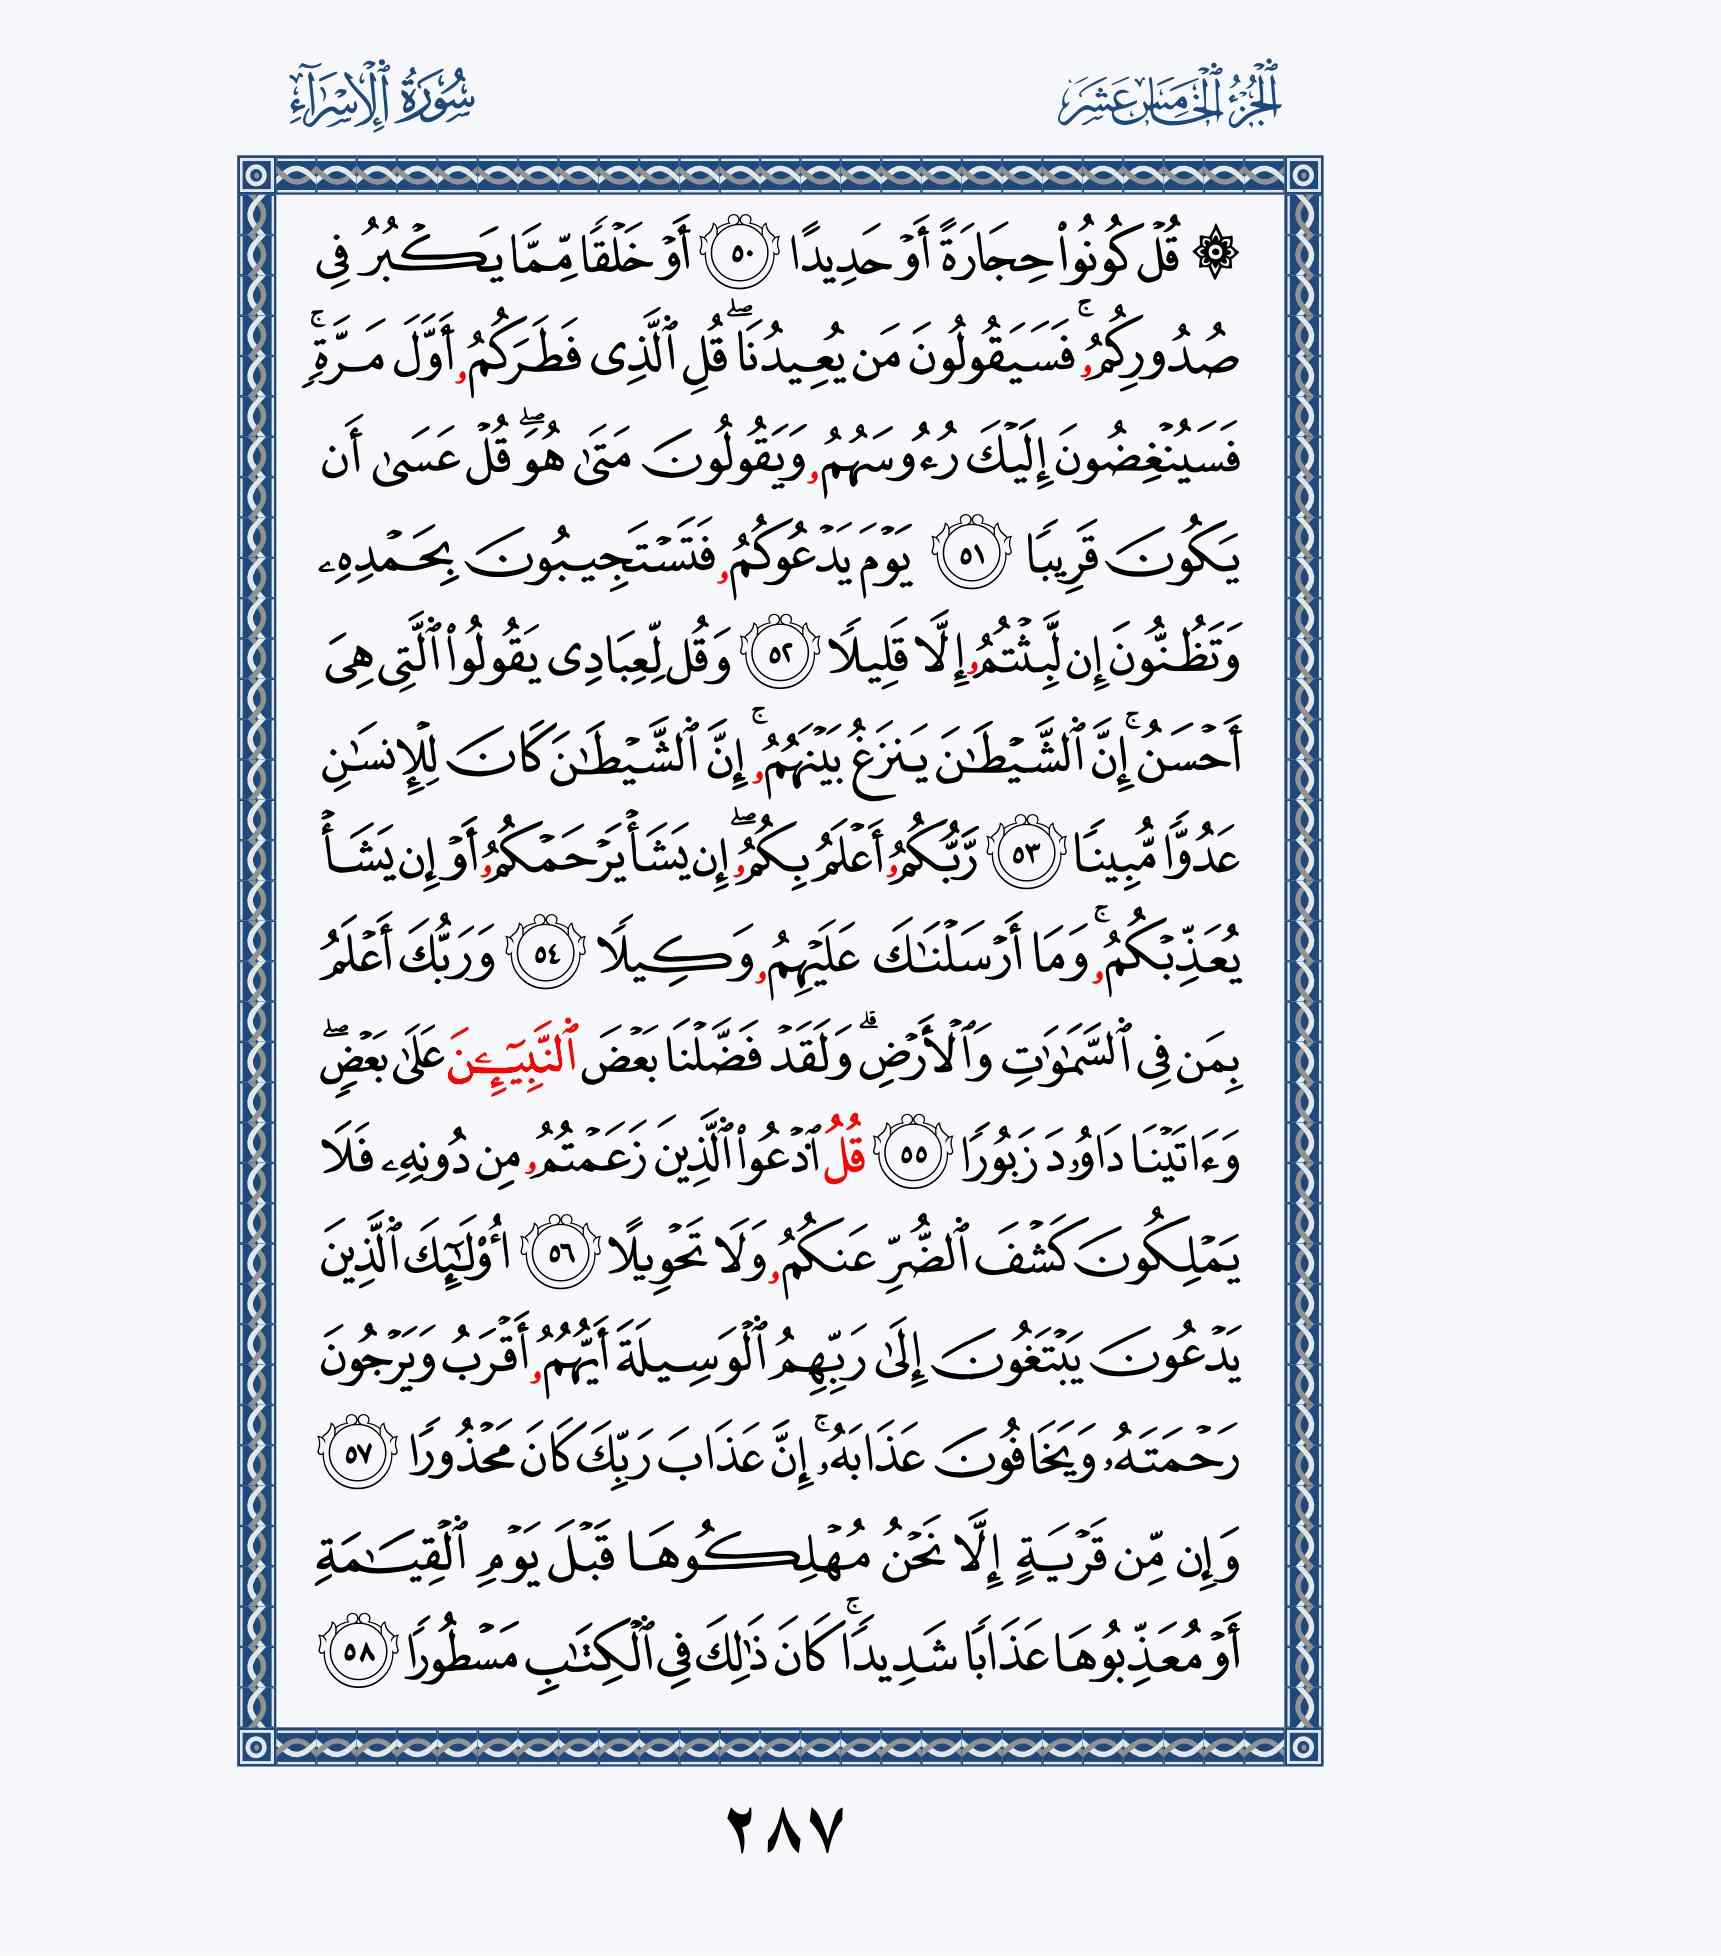 ٱلْجُزْءُ ٱلْخَامِسَ عَشَرَ
سُورَةُ ٱلْإِسْرَآءِ
۞ قُلْ كُونُوا۟ حِجَارَةً أَوْ حَدِيدًا ٥٠ أَوْ خَلْقًا مِّمَّا يَكْبُرُ فِى
صُدُورِكُمُۥ ۚ فَسَيَقُولُونَ مَن يُعِيدُنَا ۖ قُلِ ٱلَّذِى فَطَرَكُمُۥ أَوَّلَ مَرَّةٍ ۚ
فَسَيُنْغِضُونَ إِلَيْكَ رُءُوسَهُمُۥ وَيَقُولُونَ مَتَىٰ هُوَ ۖ قُلْ عَسَىٰ أَن
يَكُونَ قَرِيبًا ٥١ يَوْمَ يَدْعُوكُمُۥ فَتَسْتَجِيبُونَ بِحَمْدِهِۦ
وَتَظُنُّونَ إِن لَّبِثْتُمُۥ إِلَّا قَلِيلًا ٥٢ وَقُل لِّعِبَادِى يَقُولُوا۟ ٱلَّتِى هِىَ
أَحْسَنُ ۚ إِنَّ ٱلشَّيْطَٰنَ يَنزَغُ بَيْنَهُمُۥ ۚ إِنَّ ٱلشَّيْطَٰنَ كَانَ لِلْإِنسَٰنِ
عَدُوًّا مُّبِينًا ٥٣ رَّبُّكُمُۥ أَعْلَمُ بِكُمُۥ ۖ إِن يَشَأْ يَرْحَمْكُمُۥ أَوْ إِن يَشَأْ
يُعَذِّبْكُمُۥ ۚ وَمَا أَرْسَلْنَٰكَ عَلَيْهِمُۥ وَكِيلًا ٥٤ وَرَبُّكَ أَعْلَمُ
بِمَن فِى ٱلسَّمَٰوَٰتِ وَٱلْأَرْضِ ۗ وَلَقَدْ فَضَّلْنَا بَعْضَ ٱلنَّبِيٓـِٔنَ عَلَىٰ بَعْضٍ ۖ
وَءَاتَيْنَا دَاوُۥدَ زَبُورًا ٥٥ قُلُ ٱدْعُوا۟ ٱلَّذِينَ زَعَمْتُمُۥ مِن دُونِهِۦ فَلَا
يَمْلِكُونَ كَشْفَ ٱلضُّرِّ عَنكُمُۥ وَلَا تَحْوِيلًا ٥٦ أُو۟لَٰٓئِكَ ٱلَّذِينَ
يَدْعُونَ يَبْتَغُونَ إِلَىٰ رَبِّهِمُ ٱلْوَسِيلَةَ أَيُّهُمُۥ أَقْرَبُ وَيَرْجُونَ
رَحْمَتَهُۥ وَيَخَافُونَ عَذَابَهُۥ ۚ إِنَّ عَذَابَ رَبِّكَ كَانَ مَحْذُورًا ٥٧
وَإِن مِّن قَرْيَةٍ إِلَّا نَحْنُ مُهْلِكُوهَا قَبْلَ يَوْمِ ٱلْقِيَٰمَةِ
أَوْ مُعَذِّبُوهَا عَذَابًا شَدِيدًا ۚ كَانَ ذَٰلِكَ فِى ٱلْكِتَٰبِ مَسْطُورًا ٥٨
٢٨٧